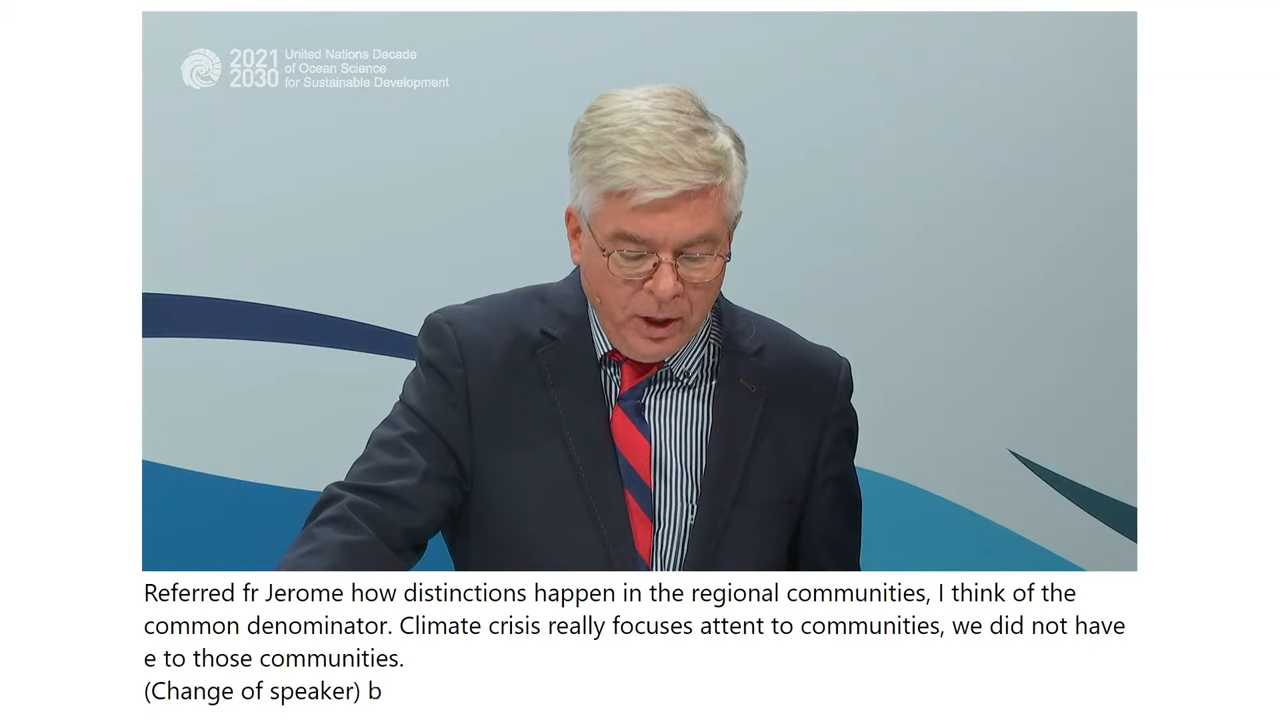 2021
2030
United Nations Decade
of Ocean Science
for Sustainable Development
Referred fr Jerome how distinctions happen in the regional communities, I think of the
common denominator. Climate crisis really focuses attent to communities, we did not have
e to those communities.
(Change of speaker) b